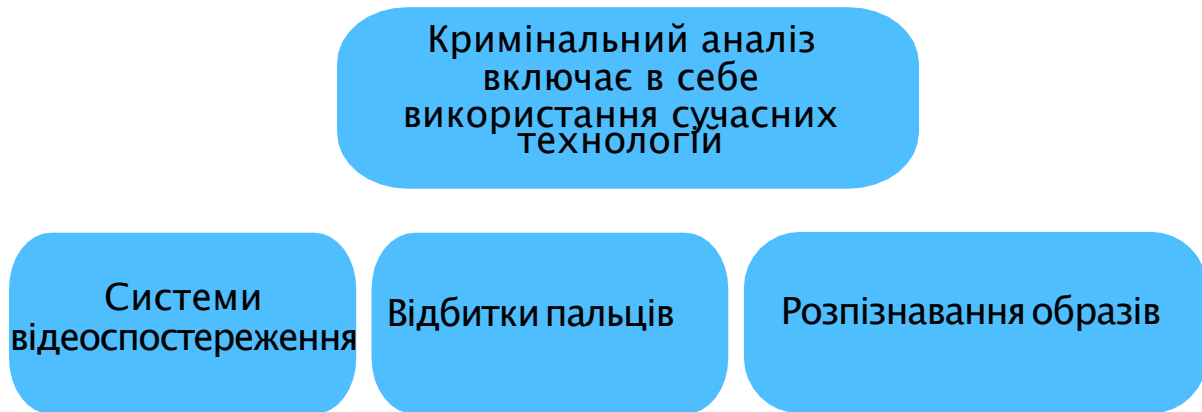 Кримінальний аналіз
включає в себе
використання сучасних
технологій
Системи
відеоспостереження
Відбитки пальців
Розпізнавання образів